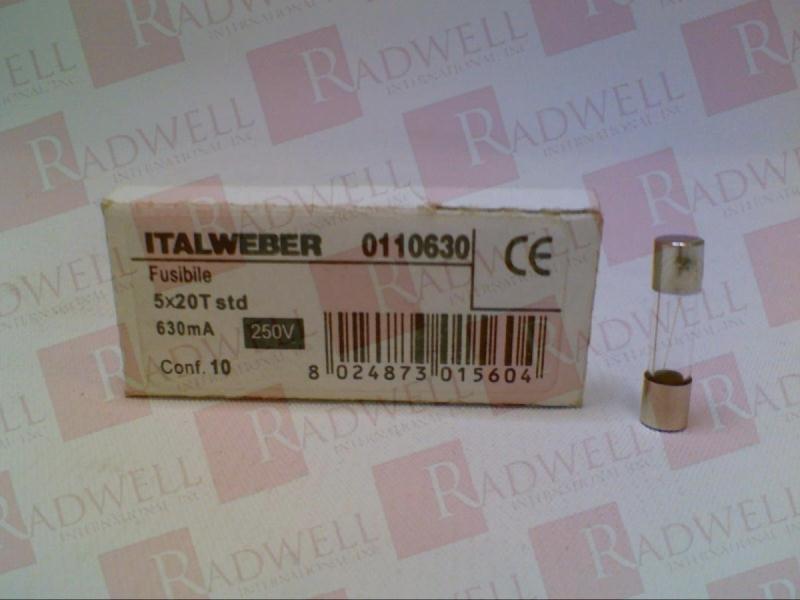 ITALWEBER 0110630 CE
Fusibile
5x20T std
630mA 250V
Conf. 10
8 024873 015604
RADWELL
INTERNATIONAL, INC.